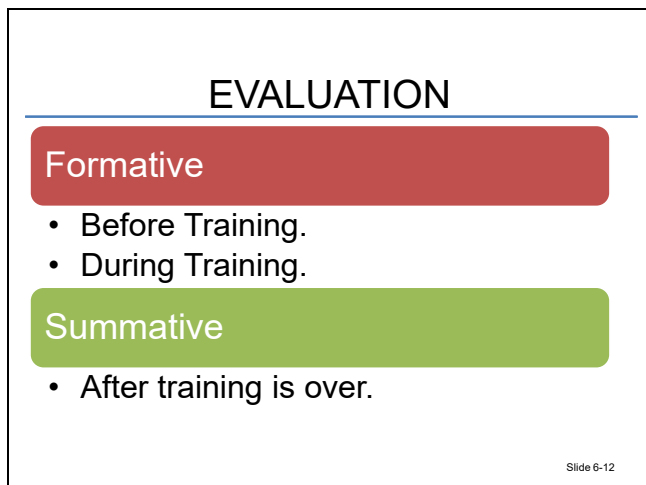 EVALUATION
Formative
• Before Training.
• During Training.
Summative
• After training is over.
Slide 6-12